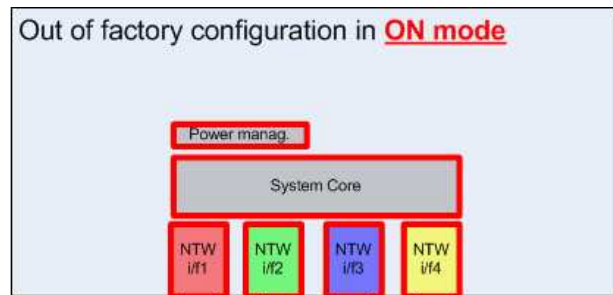 Out of factory configuration in ON mode
Power manag.
System Core
NTW NTW NTW NTW
i/f1 i/f2 i/f3 i/f4